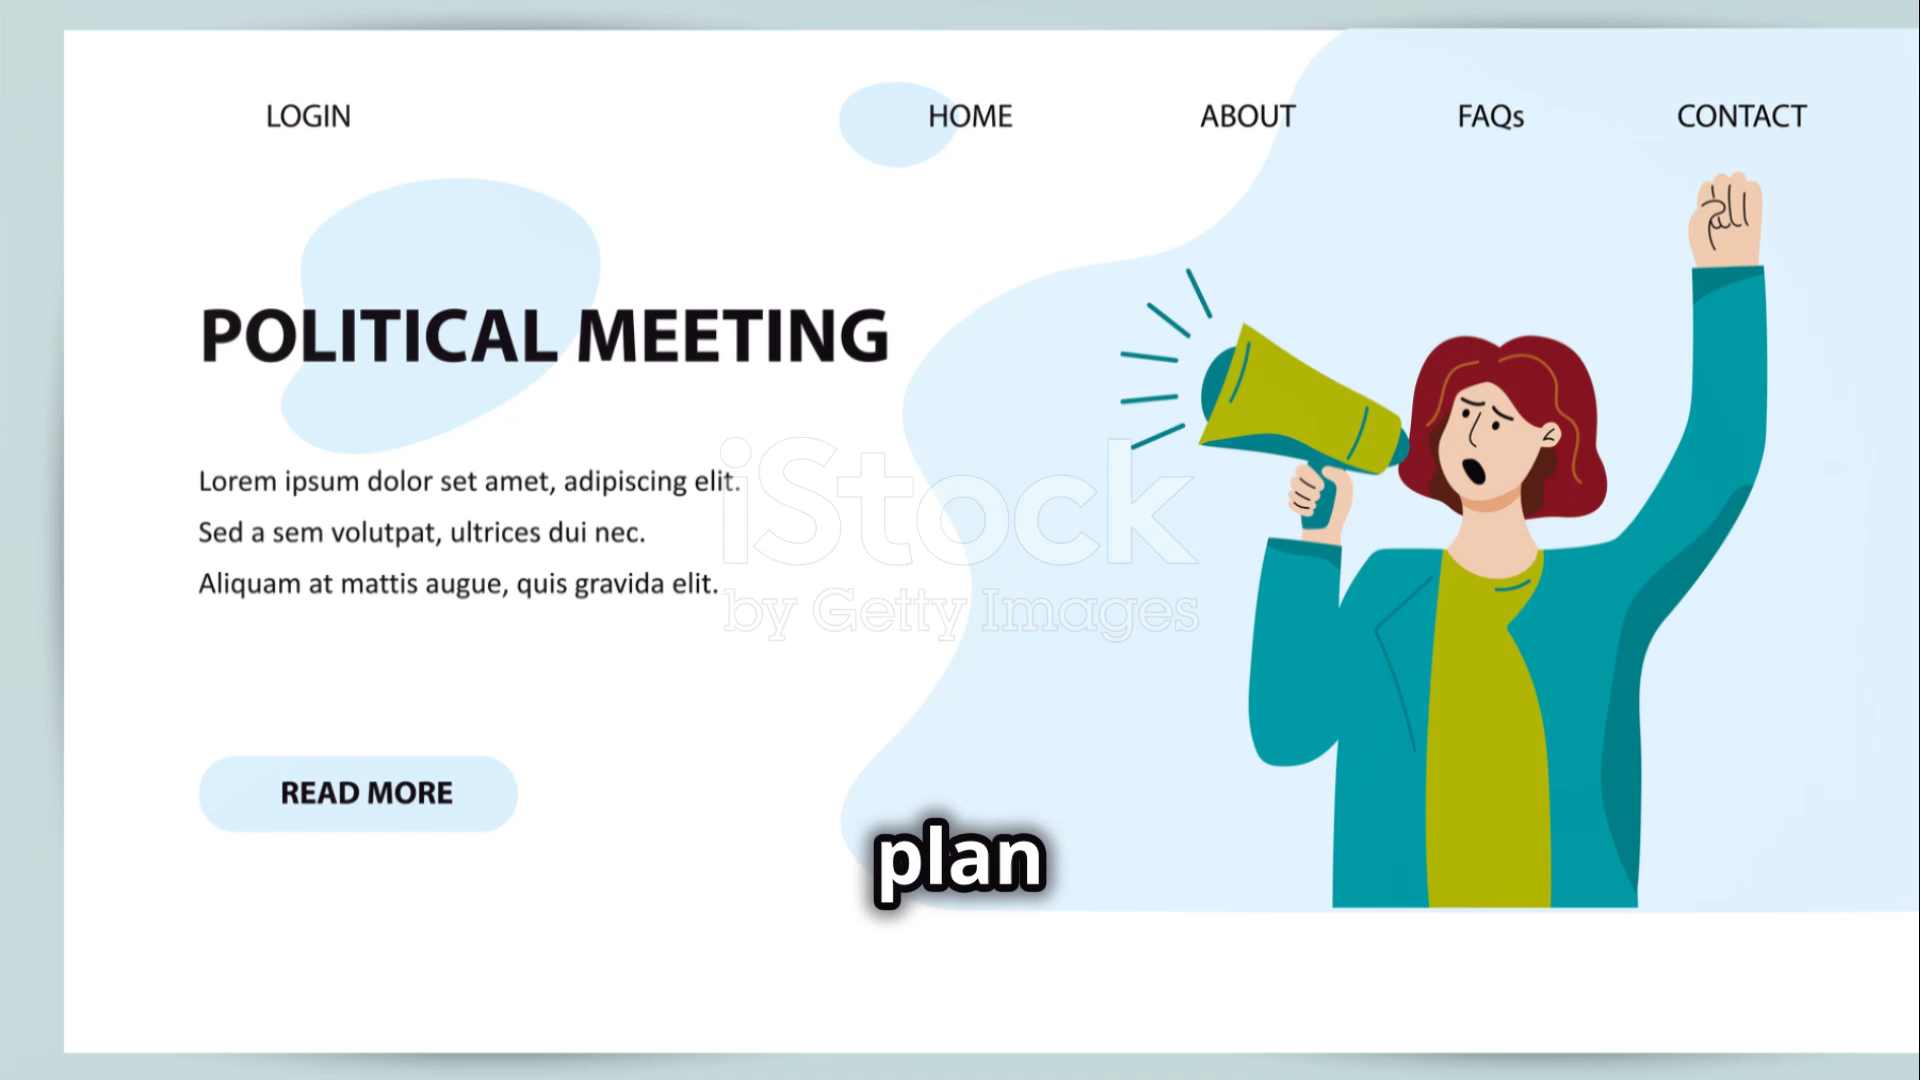 LOGIN HOME ABOUT FAQs CONTACT
POLITICAL MEETING
Lorem ipsum dolor set amet, adipiscing elit.
Sed a sem volutpat, ultrices dui nec.
Aliquam at mattis augue, quis gravida elit.
iStock
by Getty Images
READ MORE
plan